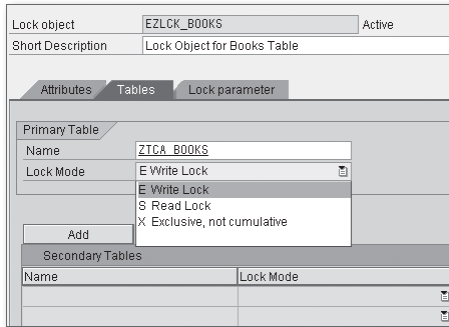 Lock object EZLCK_BOOKS Active
Short Description Lock Object for Books Table
Attributes Tables Lock parameter
Primary Table
Name ZTCA_BOOKS
Lock Mode E Write Lock
E Write Lock
S Read Lock
X Exclusive, not cumulative
Add
Secondary Tables
Name Lock Mode